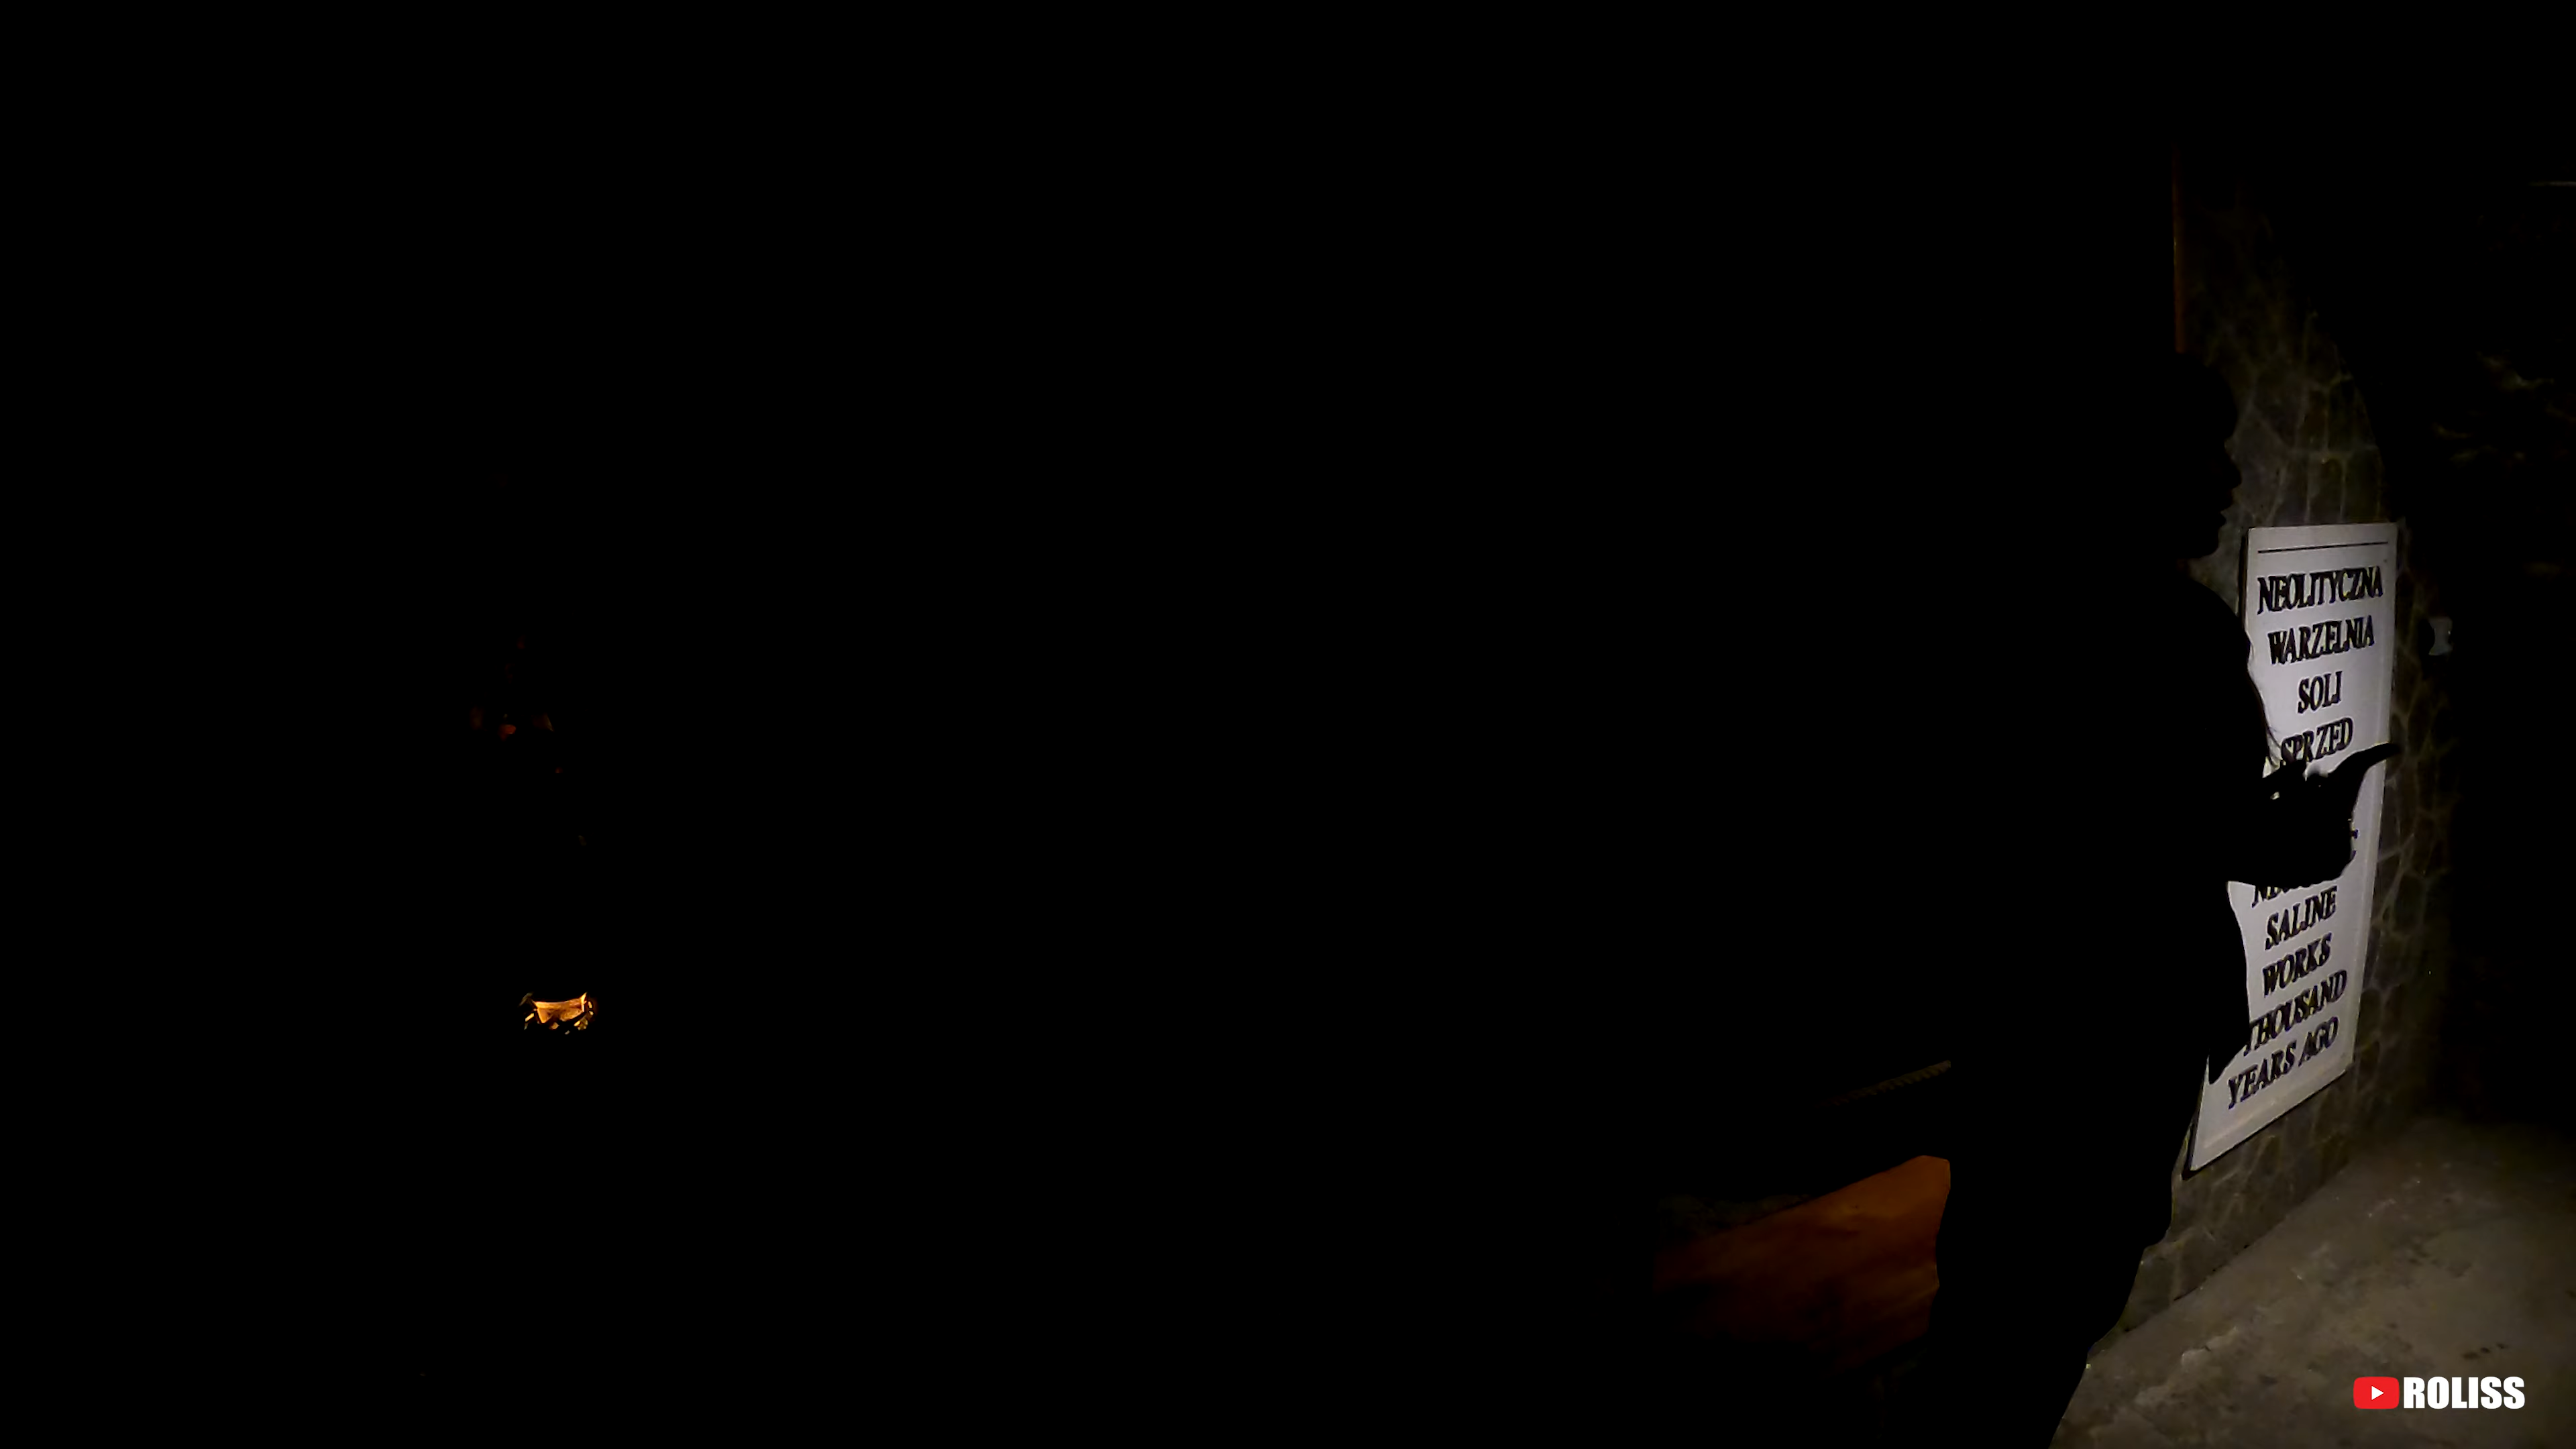 NEOLITYCZNA
WARZELNIA
SOLI
SPRZED
SALINE
WORKS
THOUSAND
YEARS AGO
ROLISS